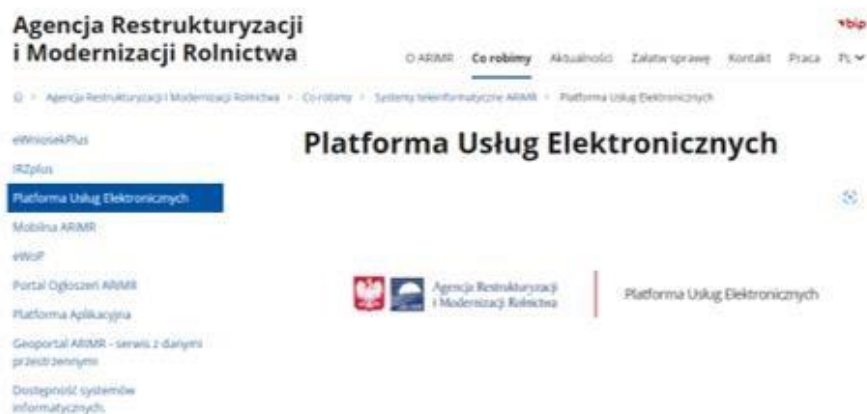 Agencja Restrukturyzacji
i Modernizacji Rolnictwa
bip
O ARiMR Co robimy Aktualności Załatw sprawę Kontakt Praca PL
Agencja Restrukturyzacji i Modernizacji Rolnictwa > Co robimy > Systemy teleinformatyczne ARiMR > Platforma Usług Elektronicznych
eWniosekPlus
IRZplus
Platforma Usług Elektronicznych
Mobilna ARiMR
eWoP
Portal Ogłoszeń ARiMR
Platforma Aplikacyjna
Geoportal ARiMR - serwis z danymi
przestrzennymi
Dostępność systemów
informatycznych.
Platforma Usług Elektronicznych
Agencja Restrukturyzacji
i Modernizacji Rolnictwa
Platforma Usług Elektronicznych